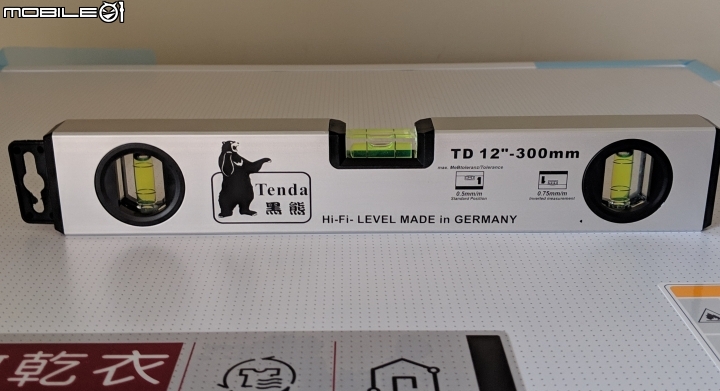 MOBILE01
TD 12"-300mm
max. Meßtoleranz/Tolerance
0.5mm/m
Standard Position
0.75mm/m
Inverted measurement
Tenda
黑熊
Hi-Fi- LEVEL MADE in GERMANY
乾衣